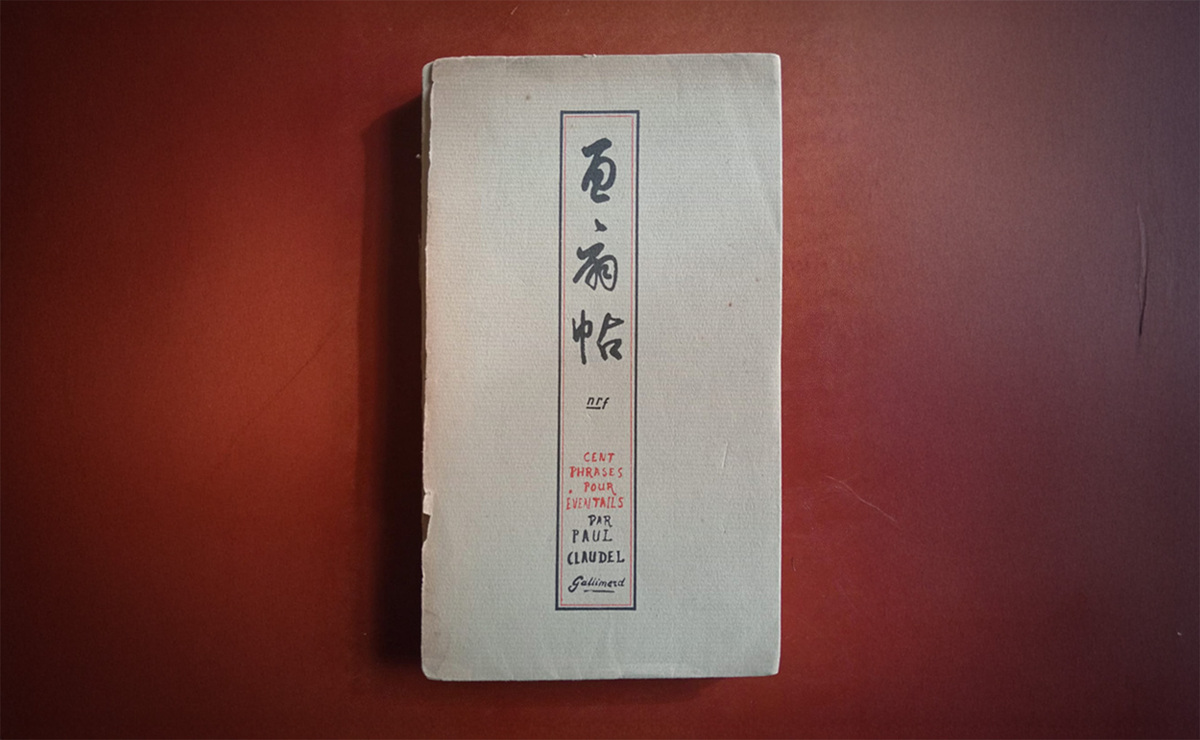 百扇帖
nrf
CENT
PHRASES
POUR
ÉVENTAILS
PAR
PAUL
CLAUDEL
Gallimard